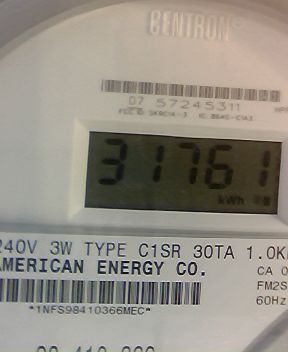 CENTRON®
07 57245311
31761
kWh
240V 3W TYPE C1SR 30TA 1.0K
AMERICAN ENERGY CO.
CA 0
FM2S
*1NFS98410366MEC*
60Hz